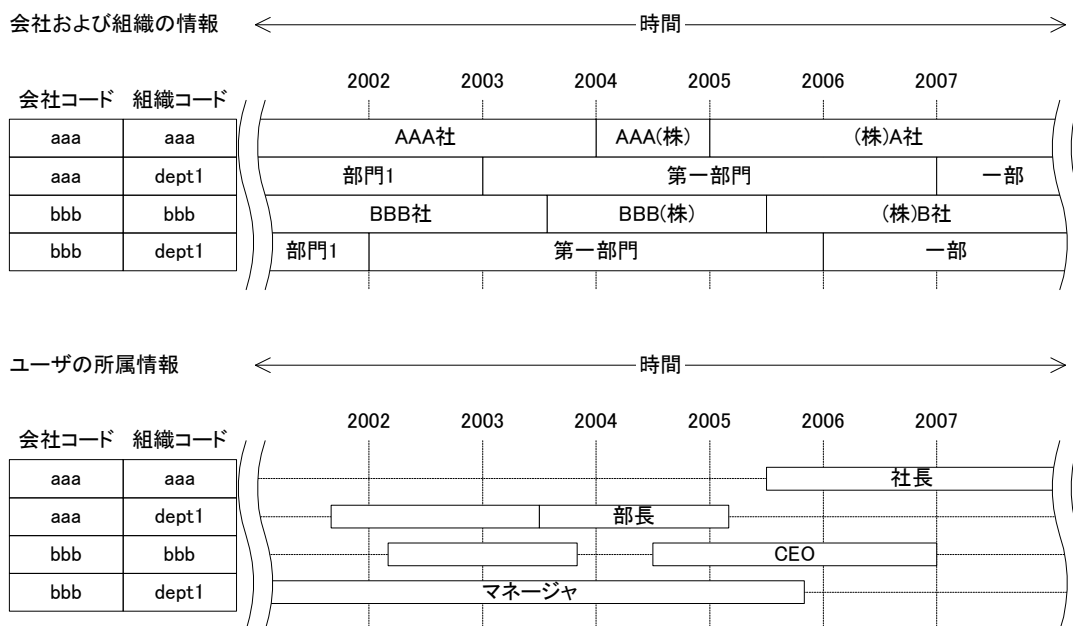 会社および組織の情報 時間
2002 2003 2004 2005 2006 2007
会社コード 組織コード
aaa aaa AAA社 AAA(株) (株)A社
aaa dept1 部門1 第一部門 一部
bbb bbb BBB社 BBB(株) (株)B社
bbb dept1 部門1 第一部門 一部
ユーザの所属情報 時間
2002 2003 2004 2005 2006 2007
会社コード 組織コード
aaa aaa 社長
aaa dept1 部長
bbb bbb CEO
bbb dept1 マネージャ